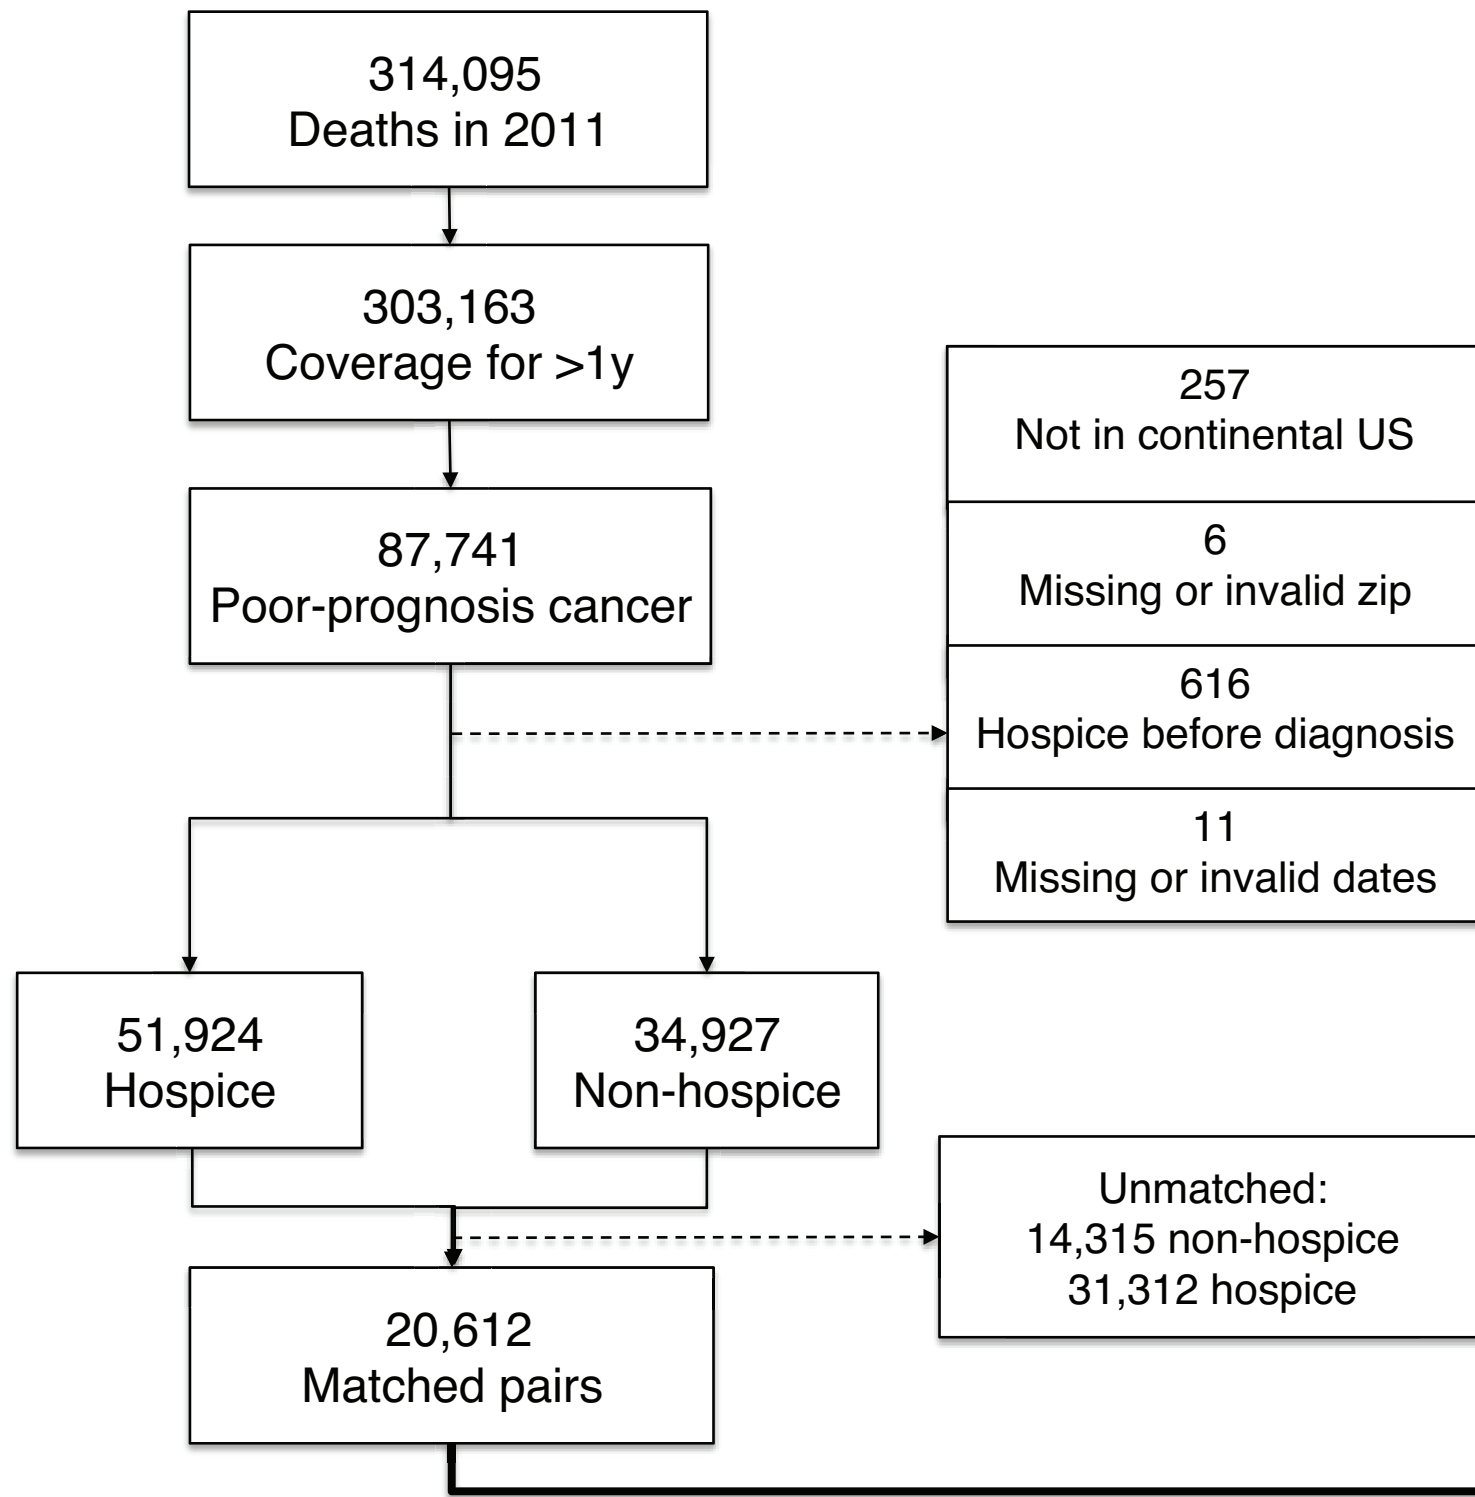 314,095
Deaths in 2011
303,163
Coverage for >1y
87,741
Poor-prognosis cancer
257
Not in continental US
6
Missing or invalid zip
616
Hospice before diagnosis
11
Missing or invalid dates
51,924
Hospice
34,927
Non-hospice
Unmatched:
14,315 non-hospice
31,312 hospice
20,612
Matched pairs